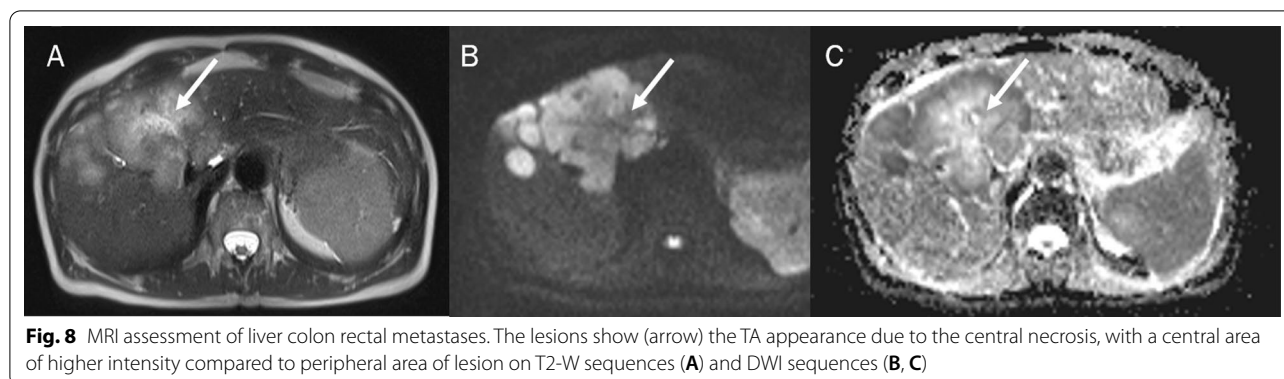 A
B
C
Fig. 8 MRI assessment of liver colon rectal metastases. The lesions show (arrow) the TA appearance due to the central necrosis, with a central area
of higher intensity compared to peripheral area of lesion on T2-W sequences (A) and DWI sequences (B, C)